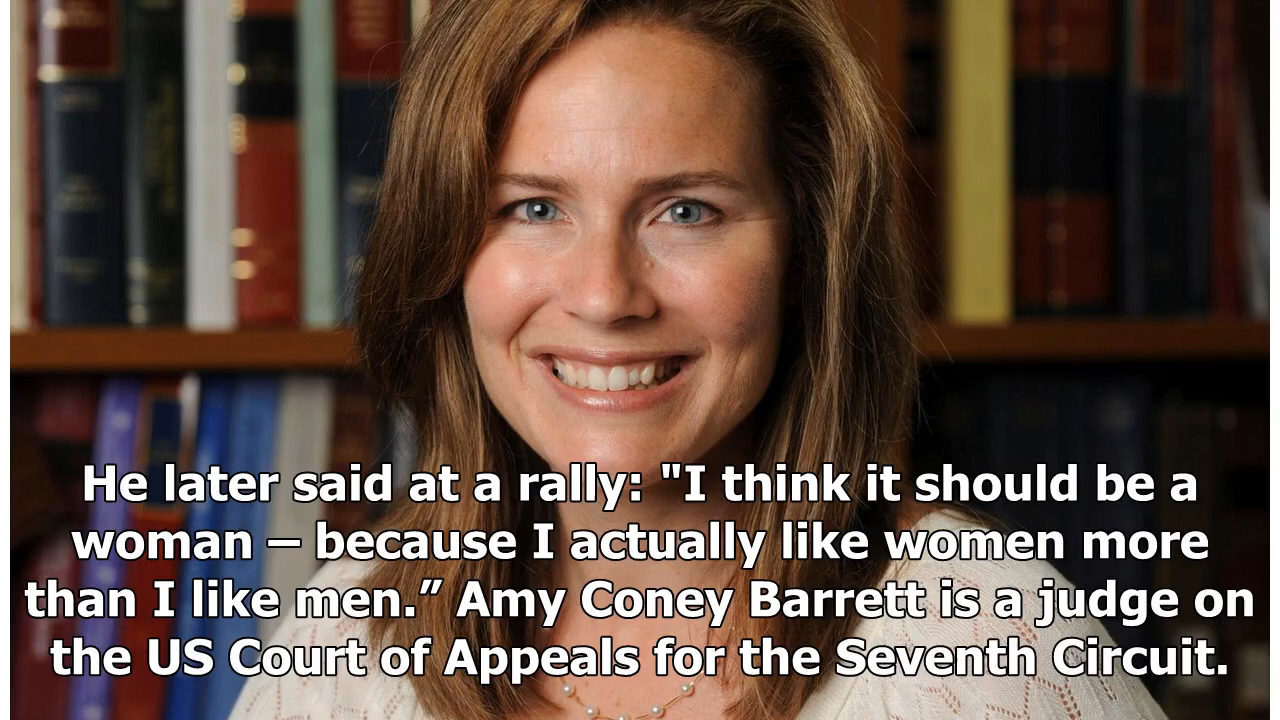 He later said at a rally: "I think it should be a
woman – because I actually like women more
than I like men.” Amy Coney Barrett is a judge on
the US Court of Appeals for the Seventh Circuit.